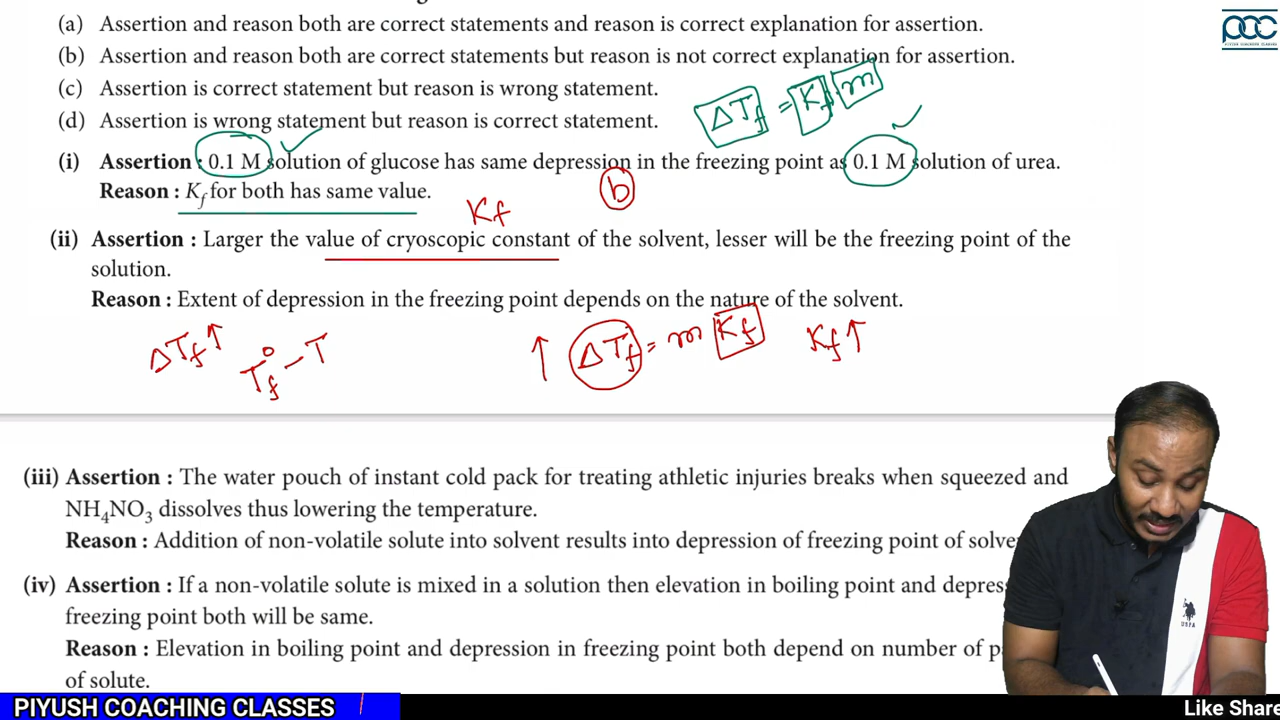 (a) Assertion and reason both are correct statements and reason is correct explanation for assertion.
(b) Assertion and reason both are correct statements but reason is not correct explanation for assertion.
(c) Assertion is correct statement but reason is wrong statement.
(d) Assertion is wrong statement but reason is correct statement.
ΔTf = Kf m
(i) Assertion : 0.1 M solution of glucose has same depression in the freezing point as 0.1 M solution of urea.
Reason : Kf for both has same value.
b
Kf
(ii) Assertion : Larger the value of cryoscopic constant of the solvent, lesser will be the freezing point of the
solution.
Reason : Extent of depression in the freezing point depends on the nature of the solvent.
ΔTf ↑
Tf° – T
↑ ΔTf = m Kf
Kf ↑
(iii) Assertion : The water pouch of instant cold pack for treating athletic injuries breaks when squeezed and
NH4NO3 dissolves thus lowering the temperature.
Reason : Addition of non-volatile solute into solvent results into depression of freezing point of solve
(iv) Assertion : If a non-volatile solute is mixed in a solution then elevation in boiling point and depres
freezing point both will be same.
Reason : Elevation in boiling point and depression in freezing point both depend on number of p
of solute.
PIYUSH COACHING CLASSES
Like Share
pcc
USPA